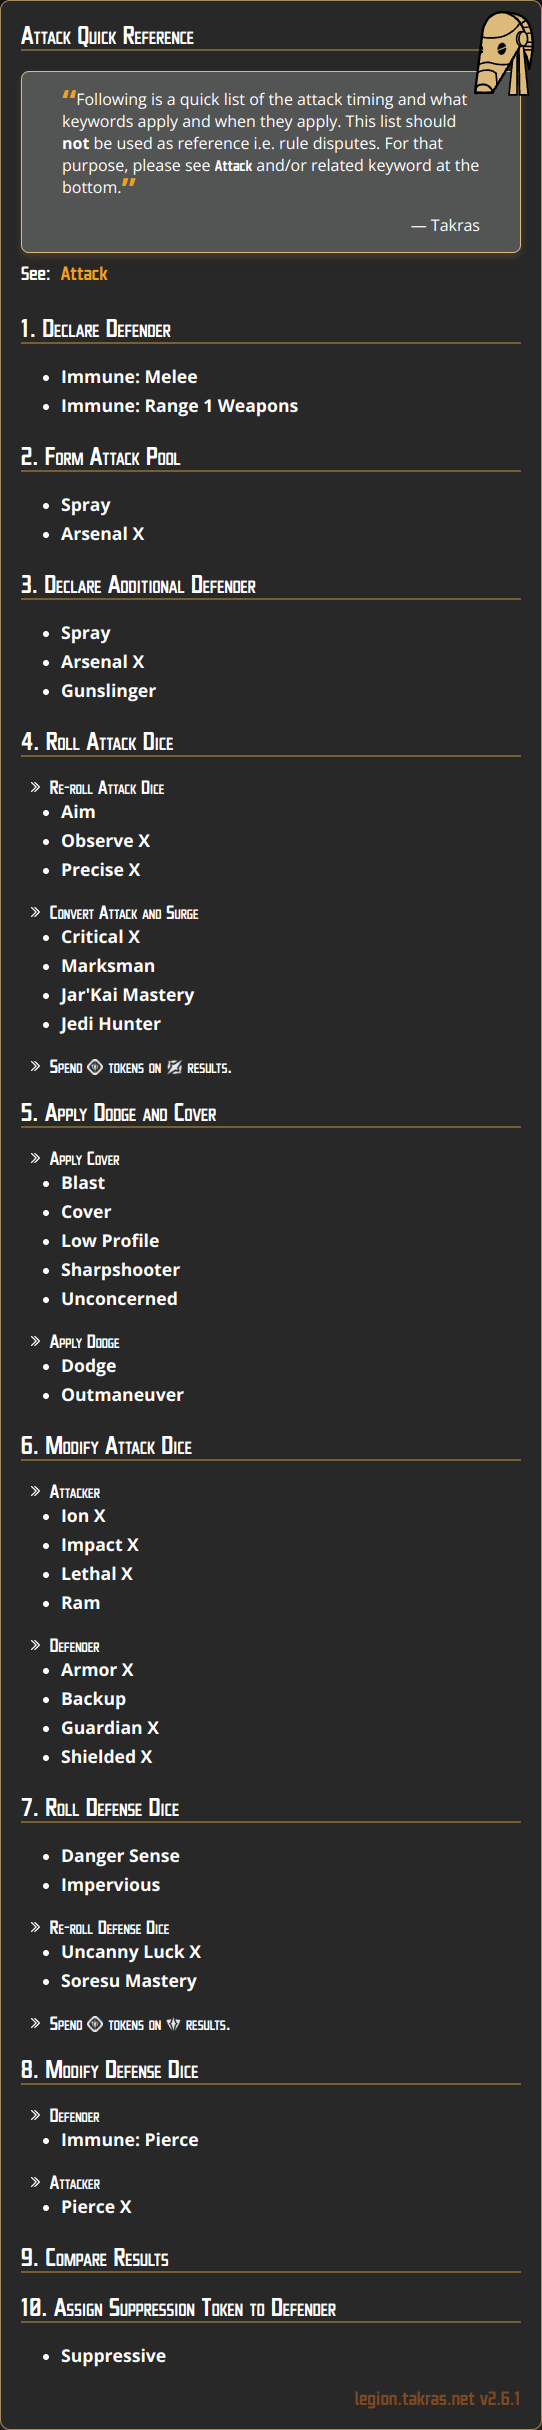 Attack Quick Reference
“Following is a quick list of the attack timing and what
keywords apply and when they apply. This list should
not be used as reference i.e. rule disputes. For that
purpose, please see Attack and/or related keyword at the
bottom.”
— Takras
See: Attack
1. Declare Defender
• Immune: Melee
• Immune: Range 1 Weapons
2. Form Attack Pool
• Spray
• Arsenal X
3. Declare Additional Defender
• Spray
• Arsenal X
• Gunslinger
4. Roll Attack Dice
» Re-roll Attack Dice
• Aim
• Observe X
• Precise X
» Convert Attack and Surge
• Critical X
• Marksman
• Jar'Kai Mastery
• Jedi Hunter
» Spend tokens on results.
5. Apply Dodge and Cover
» Apply Cover
• Blast
• Cover
• Low Profile
• Sharpshooter
• Unconcerned
» Apply Dodge
• Dodge
• Outmaneuver
6. Modify Attack Dice
» Attacker
• Ion X
• Impact X
• Lethal X
• Ram
» Defender
• Armor X
• Backup
• Guardian X
• Shielded X
7. Roll Defense Dice
• Danger Sense
• Impervious
» Re-roll Defense Dice
• Uncanny Luck X
• Soresu Mastery
» Spend tokens on results.
8. Modify Defense Dice
» Defender
• Immune: Pierce
» Attacker
• Pierce X
9. Compare Results
10. Assign Suppression Token to Defender
• Suppressive
legion.takras.net v2.6.1